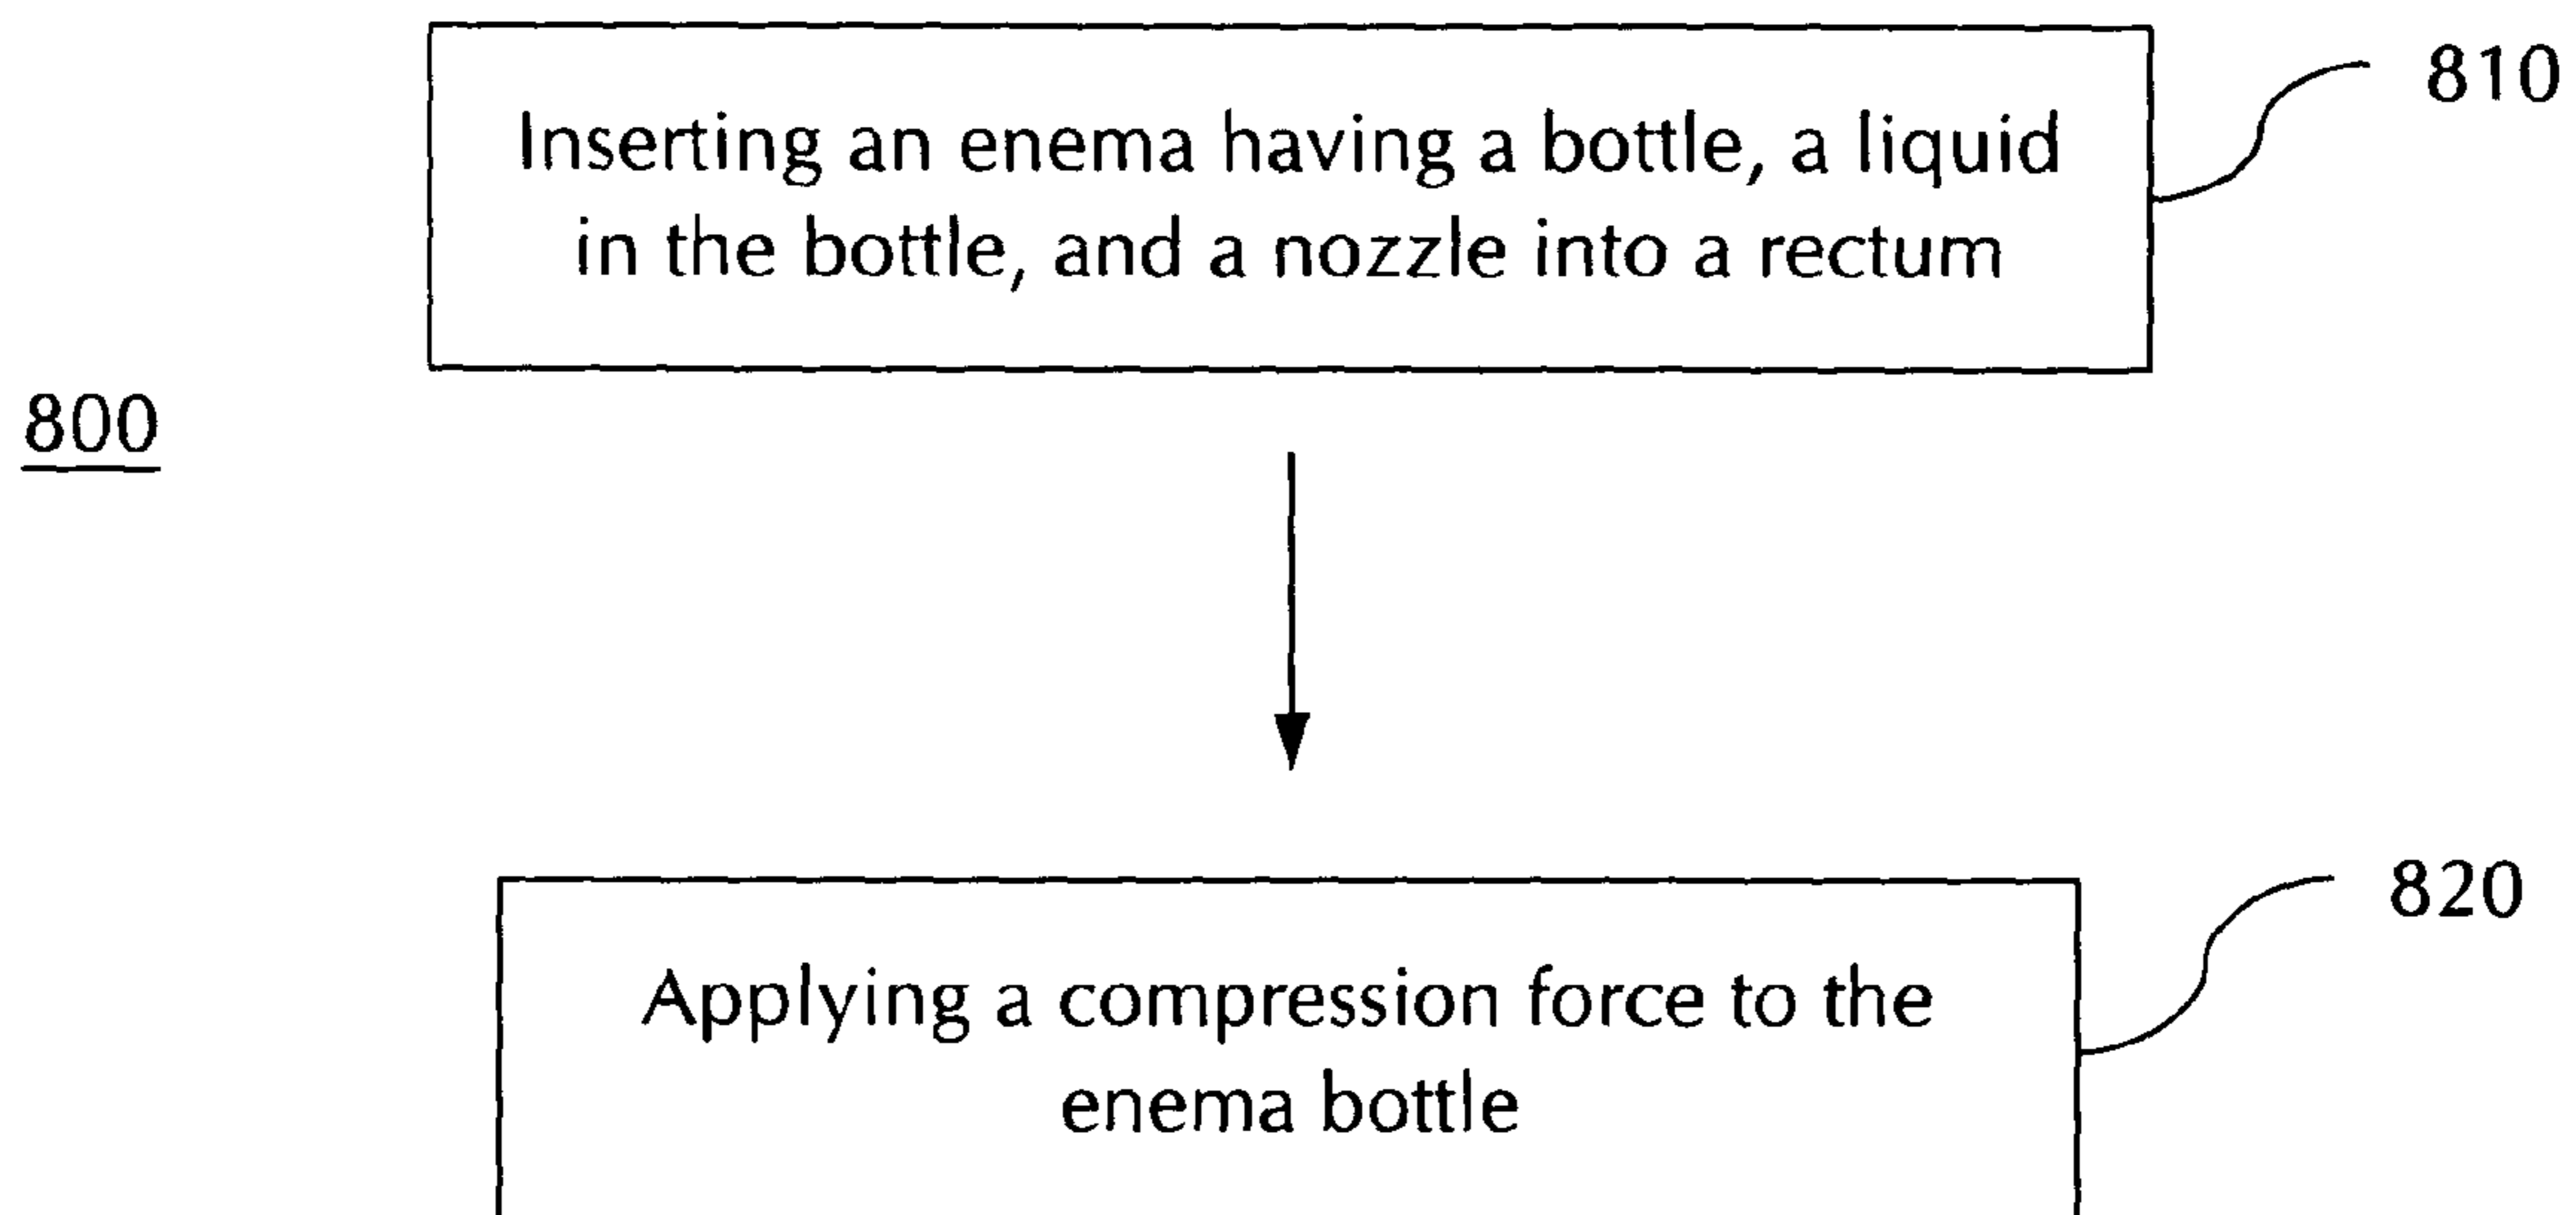 Inserting an enema having a bottle, a liquid
in the bottle, and a nozzle into a rectum
810
800
Applying a compression force to the
enema bottle
820